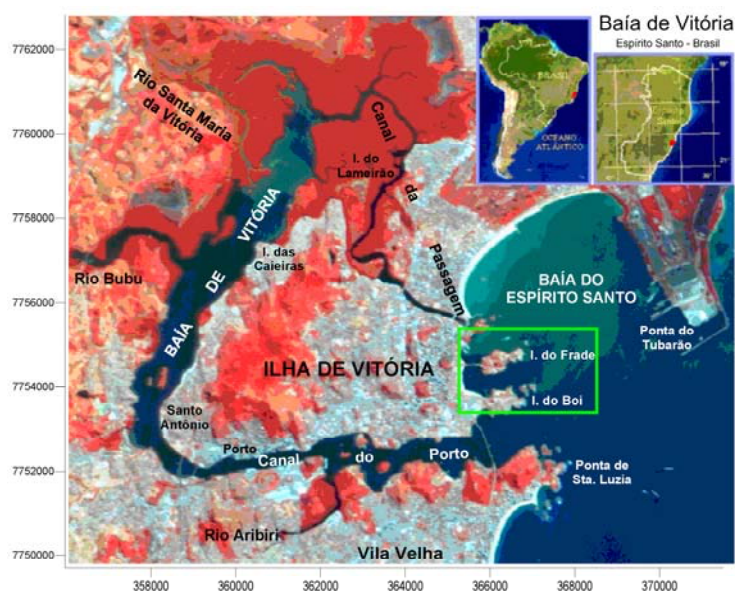 Baía de Vitória
Espírito Santo - Brasil
BRASIL
OCEANO
ATLÂNTICO
7762000
7760000
7758000
7756000
7754000
7752000
7750000
Rio Santa Maria
da Vitória
Canal
da
Passagem
I. do
Lameirão
BAÍA DE VITÓRIA
I. das
Caieiras
Rio Bubu
BAÍA DO
ESPÍRITO SANTO
Ponta do
Tubarão
I. do Frade
I. do Boi
ILHA DE VITÓRIA
Santo
Antônio
Porto
Canal do Porto
Ponta de
Sta. Luzia
Rio Aribiri
Vila Velha
358000 360000 362000 364000 366000 368000 370000